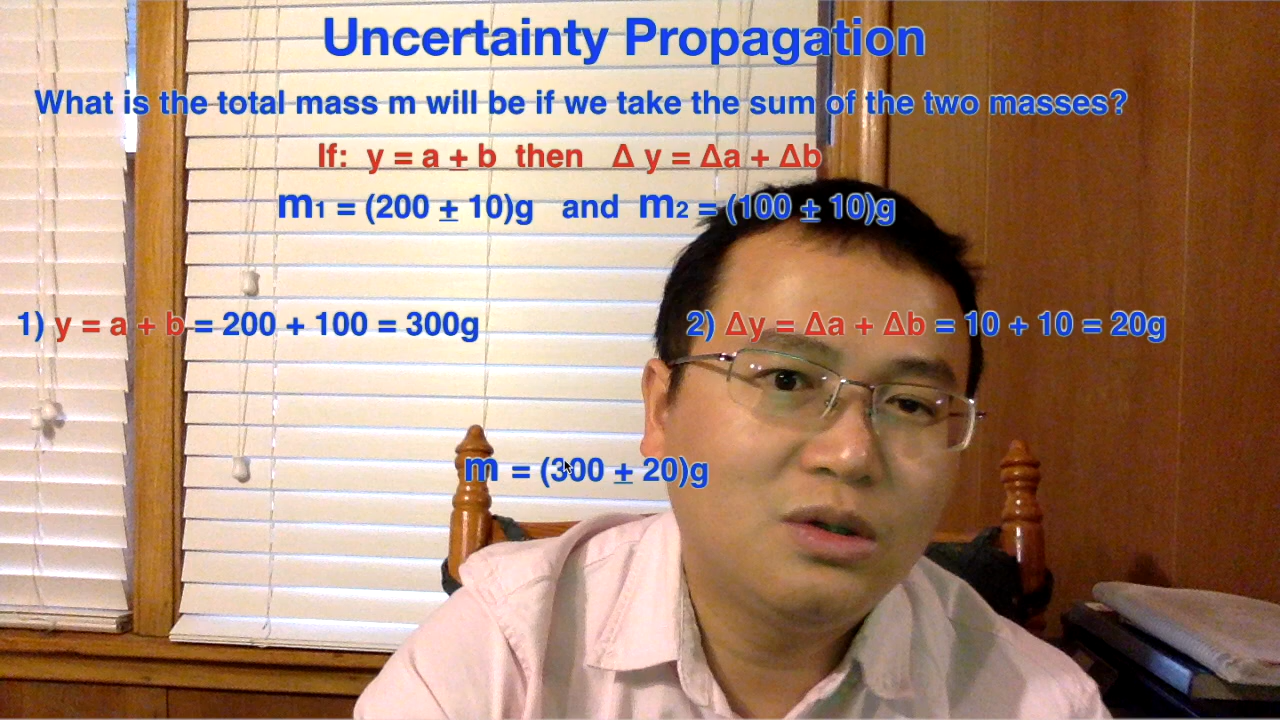 Uncertainty Propagation
What is the total mass m will be if we take the sum of the two masses?
If: y = a ± b then Δ y = Δa + Δb
m₁ = (200 ± 10)g and m₂ = (100 ± 10)g
1) y = a + b = 200 + 100 = 300g 2) Δy = Δa + Δb = 10 + 10 = 20g
m = (300 ± 20)g